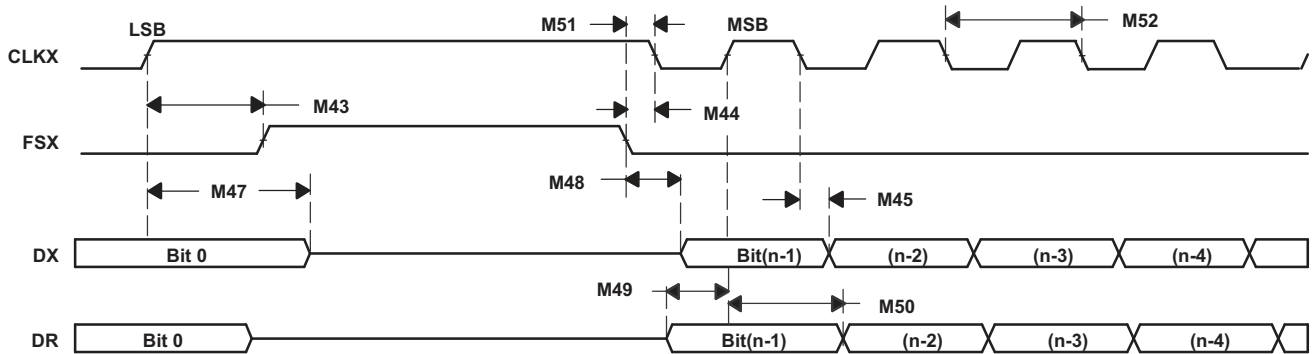 LSB M51 MSB M52
CLKX
M43 M44
FSX
M47 M48 M45
DX Bit 0 Bit(n-1) (n-2) (n-3) (n-4)
M49 M50
DR Bit 0 Bit(n-1) (n-2) (n-3) (n-4)